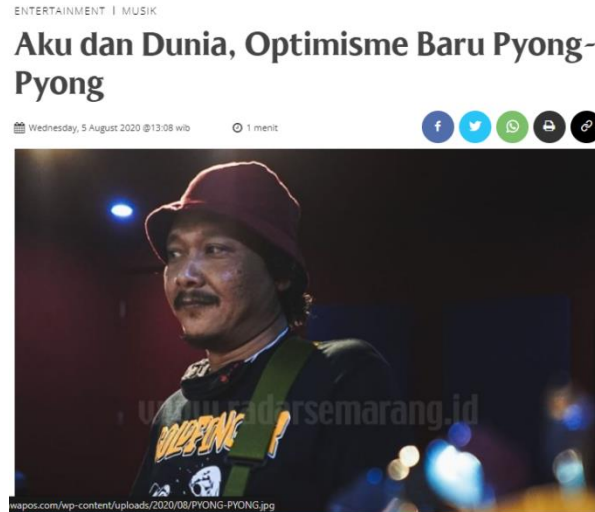 ENTERTAINMENT | MUSIK
Aku dan Dunia, Optimisme Baru Pyong-
Pyong
Wednesday, 5 August 2020 @13:08 wib 1 menit
www.radarsemarang.id
GOLDFING
wapos.com/wp-content/uploads/2020/08/PYONG-PYONG.jpg